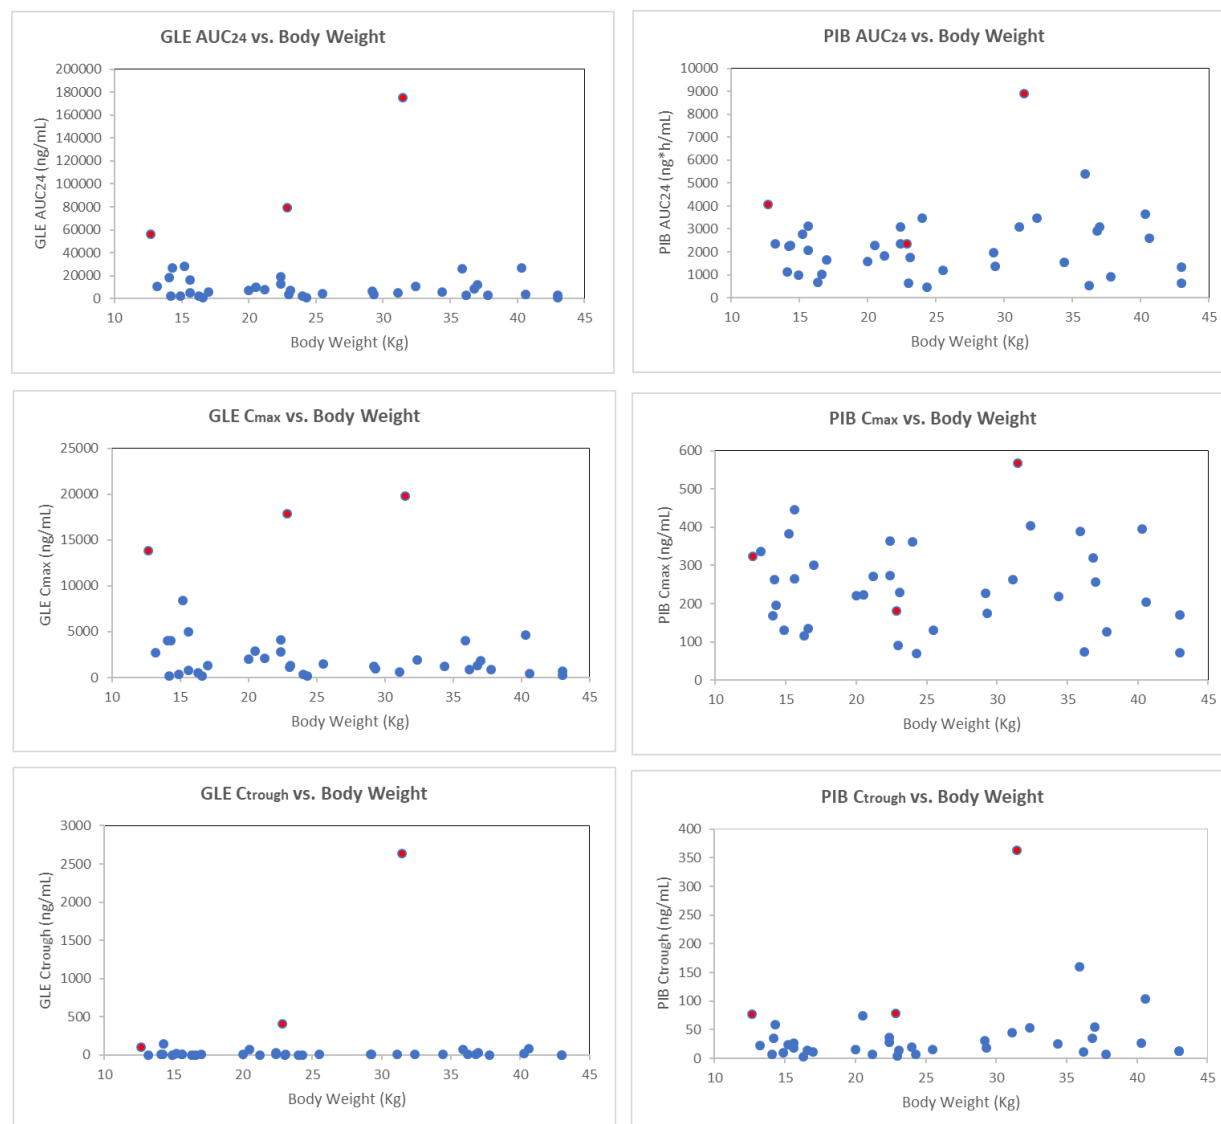 GLE AUC24 vs. Body Weight
200000
180000
160000
140000
120000
100000
80000
60000
40000
20000
0
GLE AUC24 (ng/mL)
10 15 20 25 30 35 40 45
Body Weight (Kg)
PIB AUC24 vs. Body Weight
10000
9000
8000
7000
6000
5000
4000
3000
2000
1000
0
PIB AUC24 (ng*h/mL)
10 15 20 25 30 35 40 45
Body Weight (Kg)
GLE Cmax vs. Body Weight
25000
20000
15000
10000
5000
0
GLE Cmax (ng/mL)
10 15 20 25 30 35 40 45
Body Weight (Kg)
PIB Cmax vs. Body Weight
600
500
400
300
200
100
0
PIB Cmax (ng/mL)
10 15 20 25 30 35 40 45
Body Weight (Kg)
GLE Ctrough vs. Body Weight
3000
2500
2000
1500
1000
500
0
GLE Ctrough (ng/mL)
10 15 20 25 30 35 40 45
Body Weight (Kg)
PIB Ctrough vs. Body Weight
400
350
300
250
200
150
100
50
0
PIB Ctrough (ng/mL)
10 15 20 25 30 35 40 45
Body Weight (Kg)